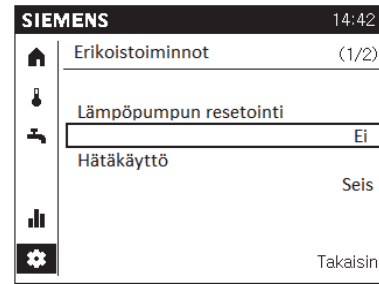 SIEMENS 14:42
Erikoistoiminnot (1/2)
Lämpöpumpun resetointi
Ei
Hätäkäyttö
Seis
Takaisin